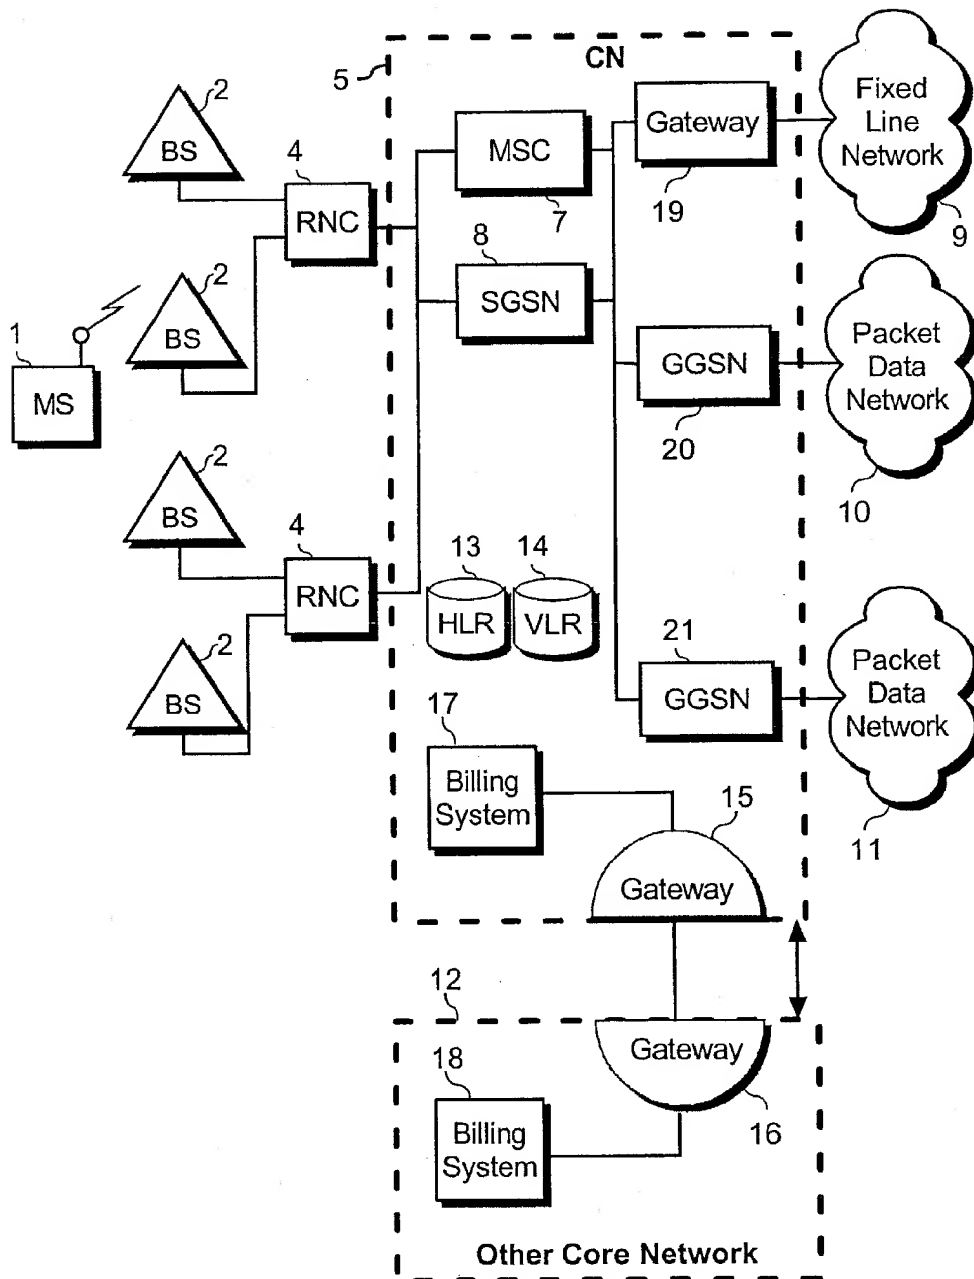 CN
5
2
BS
4
RNC
MSC
7
Gateway
19
Fixed
Line
Network
9
2
BS
8
SGSN
1
MS
GGSN
20
Packet
Data
Network
10
2
BS
4
RNC
13
HLR
14
VLR
2
BS
21
GGSN
Packet
Data
Network
11
17
Billing
System
15
Gateway
12
Gateway
16
18
Billing
System
Other Core Network